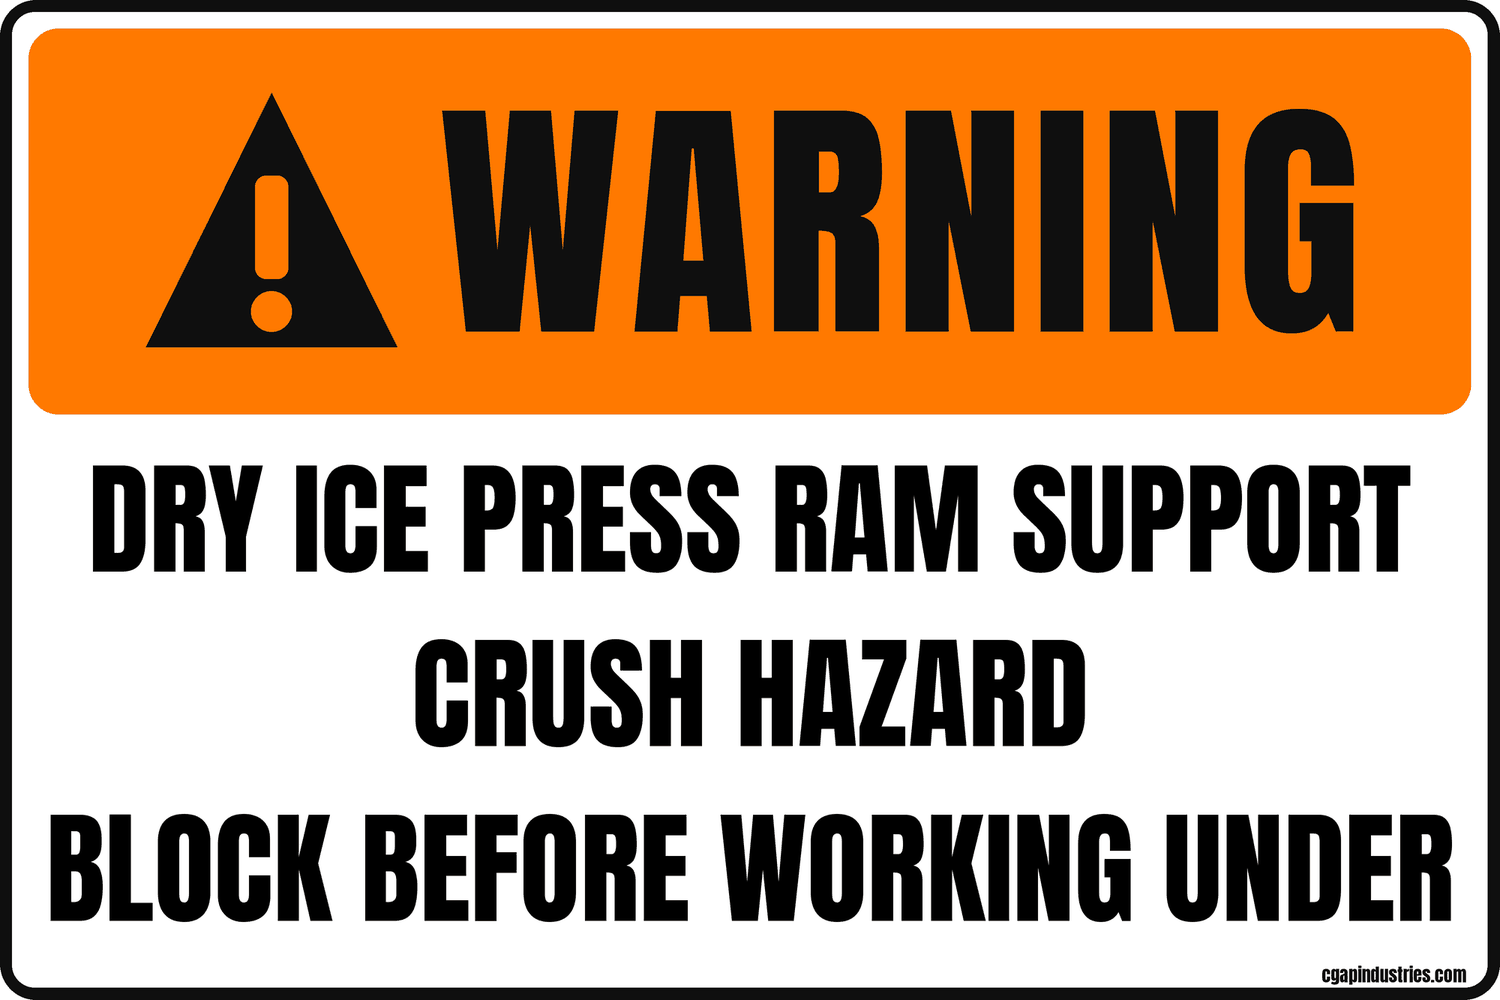 WARNING
DRY ICE PRESS RAM SUPPORT
CRUSH HAZARD
BLOCK BEFORE WORKING UNDER
cgapindustries.com